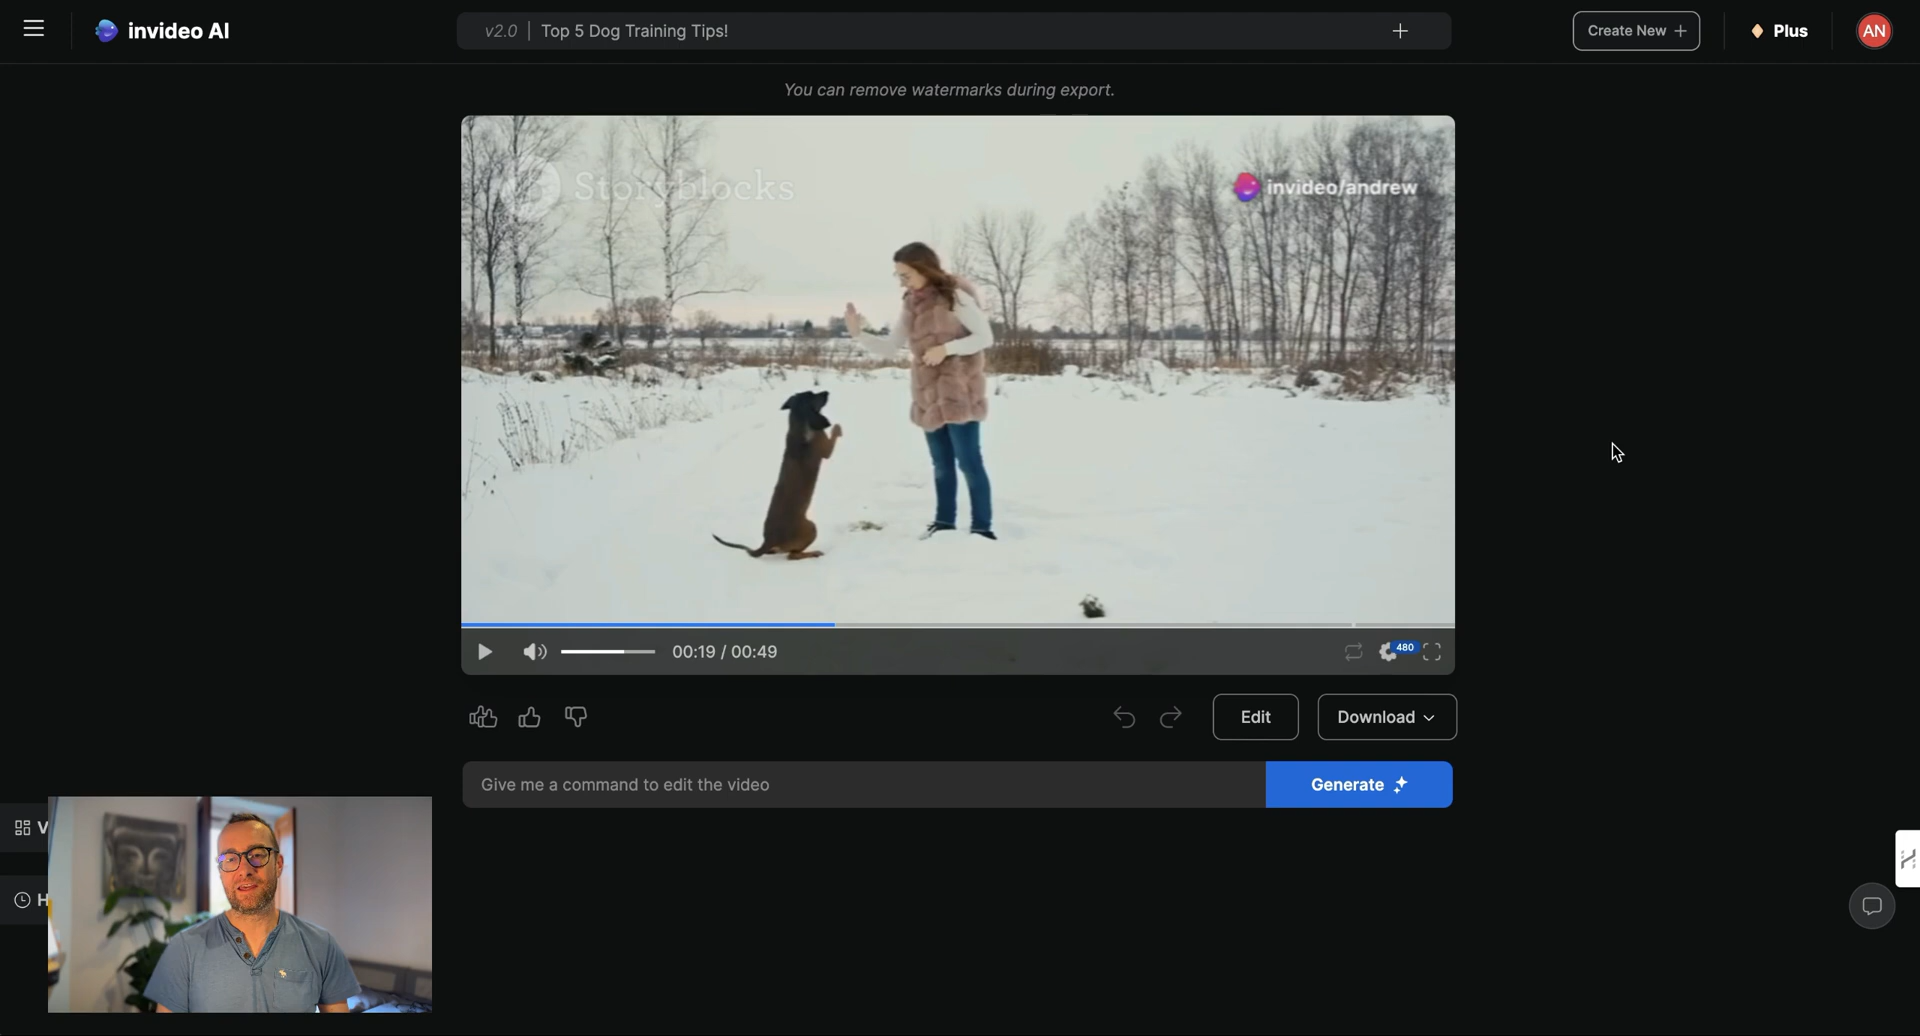 invideo AI
v2.0 | Top 5 Dog Training Tips!
Create New +
Plus
AN
You can remove watermarks during export.
Storyblocks
invideo/andrew
00:19 / 00:49
480
Edit
Download
Give me a command to edit the video
Generate
V
H